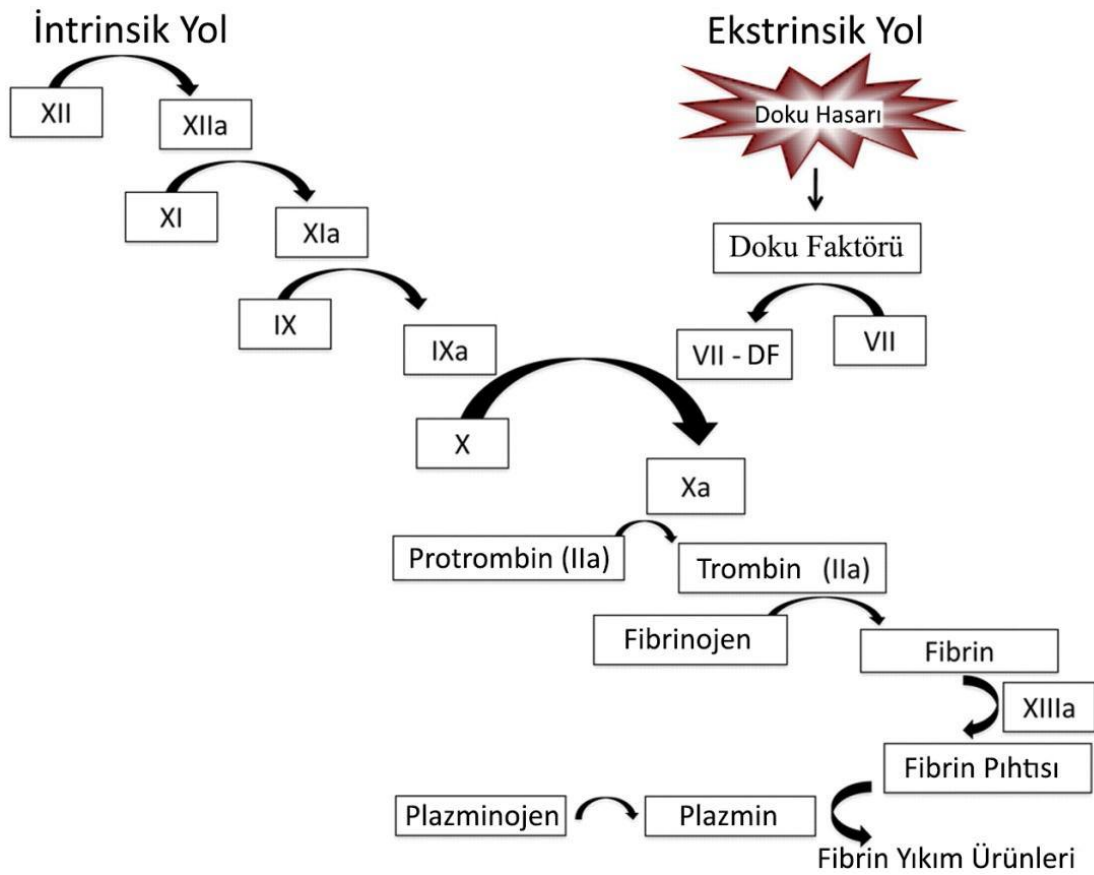 İntrinsik Yol
Ekstrinsik Yol
XII
XIIa
Doku Hasarı
XI
XIa
Doku Faktörü
IX
IXa
VII - DF
VII
X
Xa
Protrombin (IIa)
Trombin (IIa)
Fibrinojen
Fibrin
XIIIa
Fibrin Pıhtısı
Plazminojen
Plazmin
Fibrin Yıkım Ürünleri